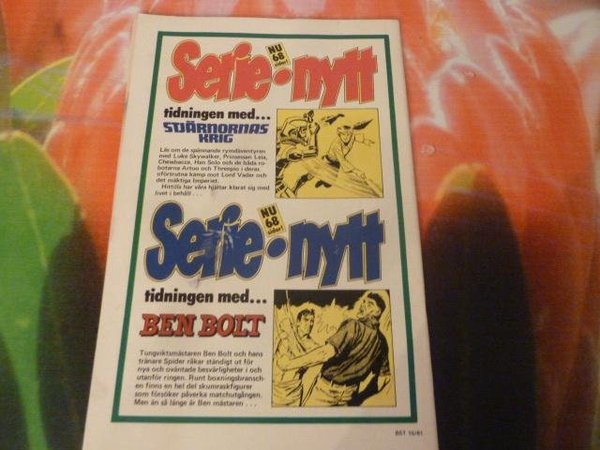 Serie-nytt
NU
68
sidor!
tidningen med...
STJÄRNORNAS
KRIG
Läs om de spännande rymdäventyren
med Luke Skywalker, Prinsessan Leia,
Chewbacca, Han Solo och de båda ro-
botarna Artoo och Threepio i deras
oförtrutna kamp mot Lord Vader och
det mäktiga Imperiet.
Hittills har våra hjältar klarat sig med
livet i behåll . . .
Serie-nytt
NU
68
sidor!
tidningen med...
BEN BOLT
Tungviktsmästaren Ben Bolt och hans
tränare Spider råkar ständigt ut för
nya och oväntade besvärligheter i och
utanför ringen. Runt boxningsbransch-
en finns en hel del skumraskfigurer
som försöker påverka matchutgången.
Men än så länge är Ben mästaren . . .